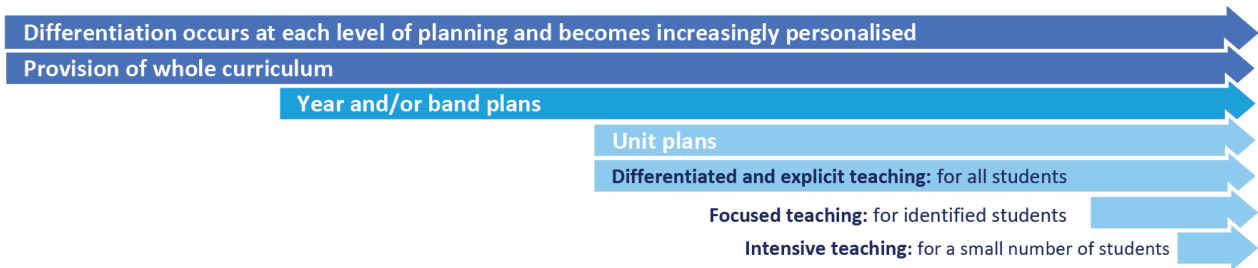 Differentiation occurs at each level of planning and becomes increasingly personalised
Provision of whole curriculum
Year and/or band plans
Unit plans
Differentiated and explicit teaching: for all students
Focused teaching: for identified students
Intensive teaching: for a small number of students